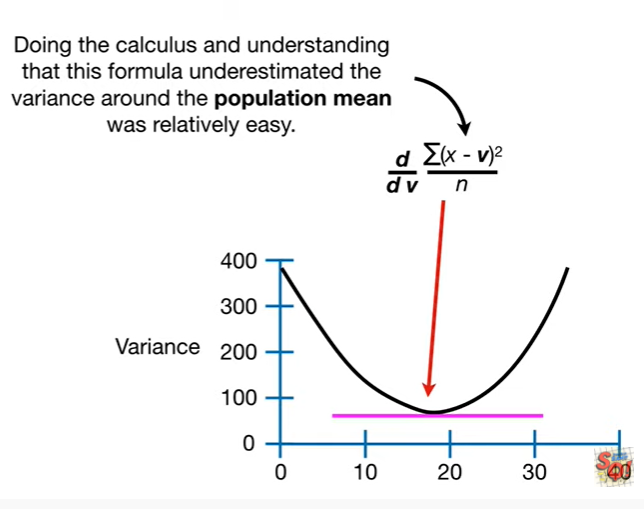 Doing the calculus and understanding
that this formula underestimated the
variance around the population mean
was relatively easy.
d Σ(x - v)²
d v n
400
300
Variance 200
100
0
0 10 20 30 40